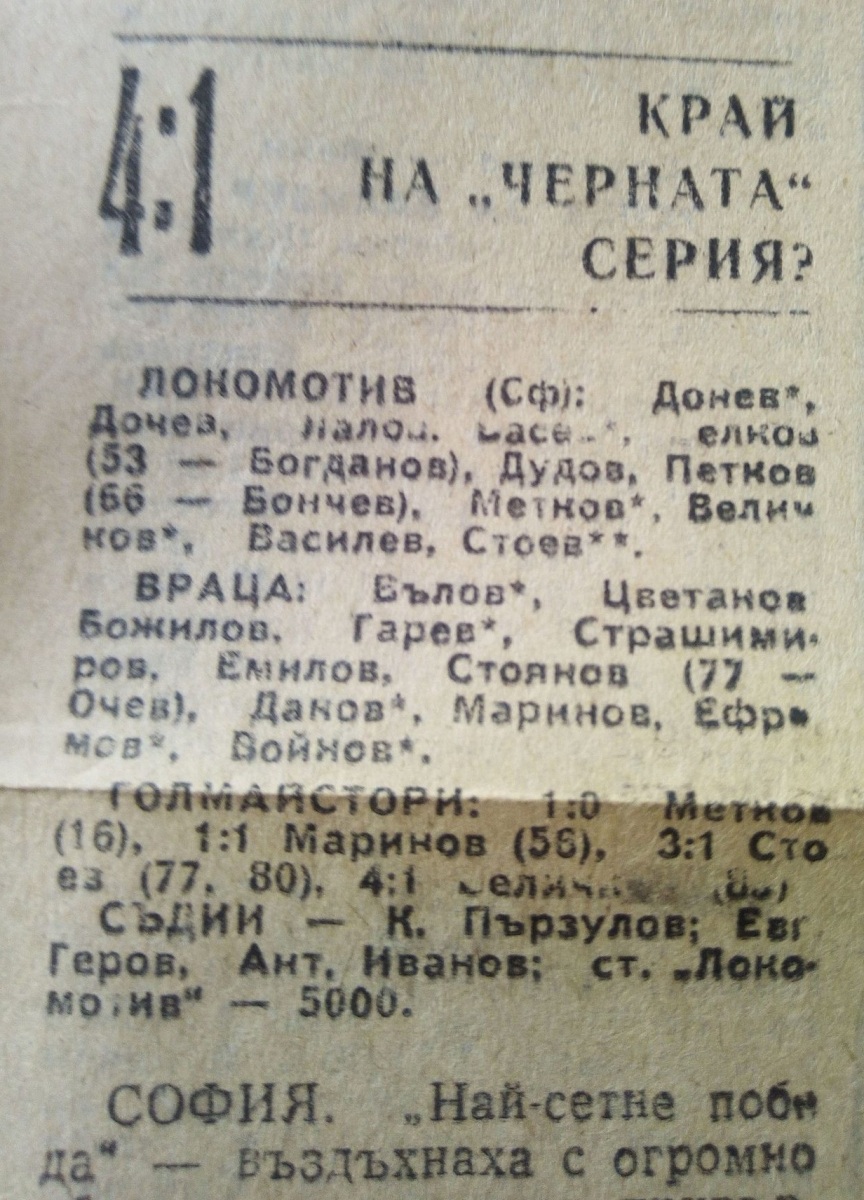 4:1
КРАЙ
НА „ЧЕРНАТА“
СЕРИЯ?
ЛОКОМОТИВ (Сф): Донев*,
Дочев,
(53 — Богданов), Дудов, Петков
(66 — Бончев), Метков*, Велич
ков*, Василев, Стоев**.
ВРАЦА: Вълов*, Цветанов
Божилов, Гарев*, Страшими-
ров, Емилов, Стоянов (77 —
Очев), Даков*, Маринов, Ефре
мов*, Войнов*.
ГОЛМАЙСТОРИ: 1:0 Метков
(16), 1:1 Маринов (56), 3:1 Сто
ев (77, 80), 4:1
СЪДИИ — К. Пързулов; Евг
Геров, Ант. Иванов; ст. „Локо-
мотив“ — 5000.
СОФИЯ. „Най-сетне побе
да“ — въздъхнаха с огромно